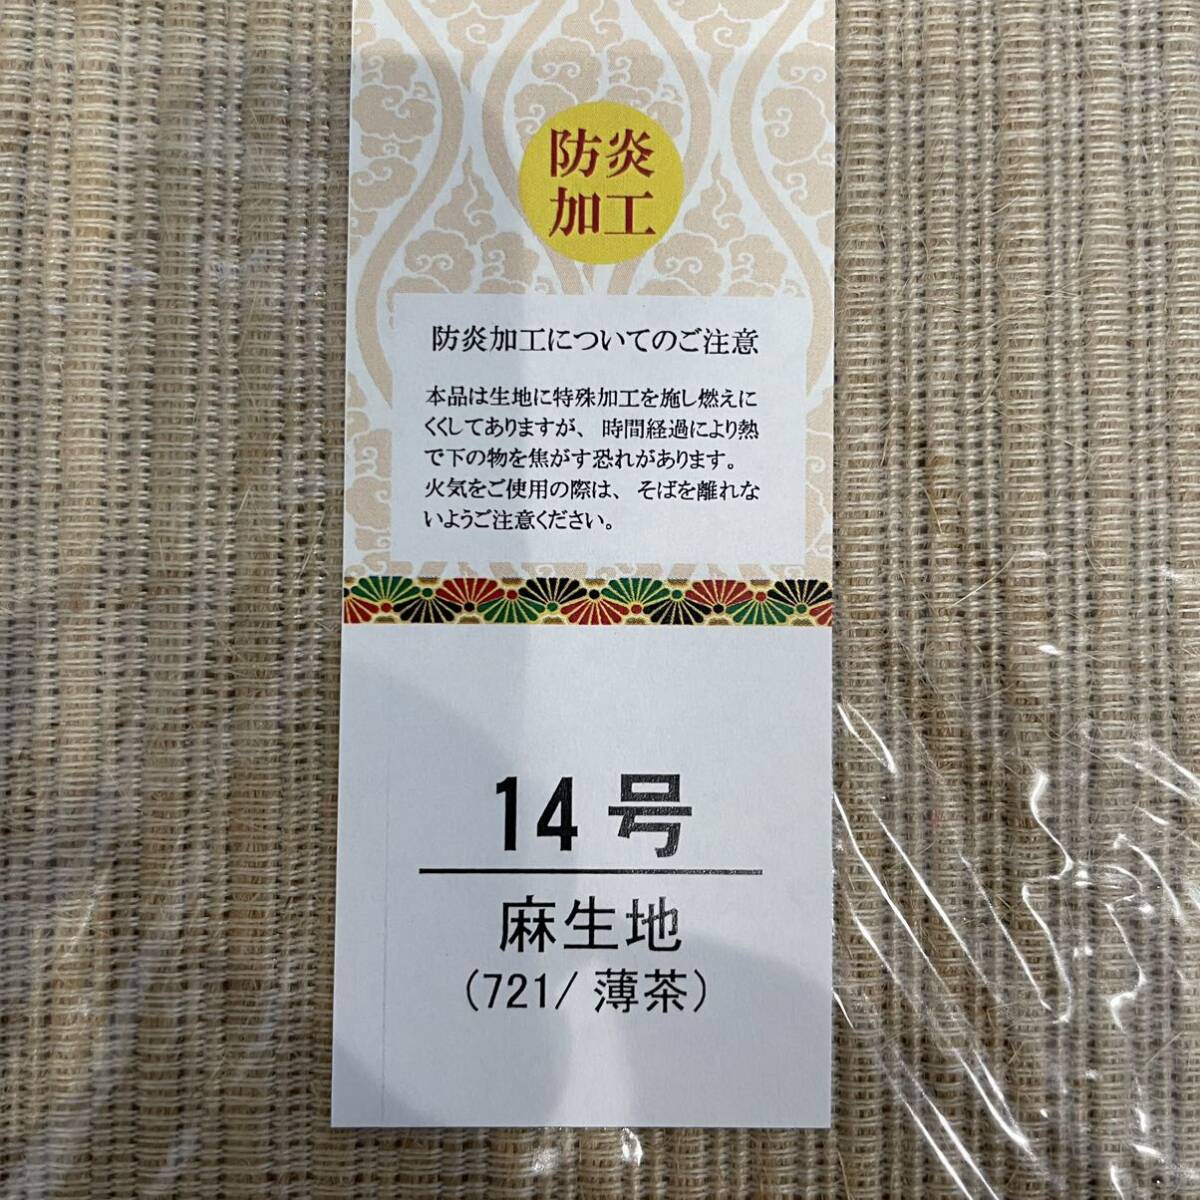 防炎
加工
防炎加工についてのご注意
本品は生地に特殊加工を施し燃えに
くくしてありますが、時間経過により熱
で下の物を焦がす恐れがあります。
火気をご使用の際は、そばを離れな
いようご注意ください。
14号
麻生地
（721/ 薄茶）